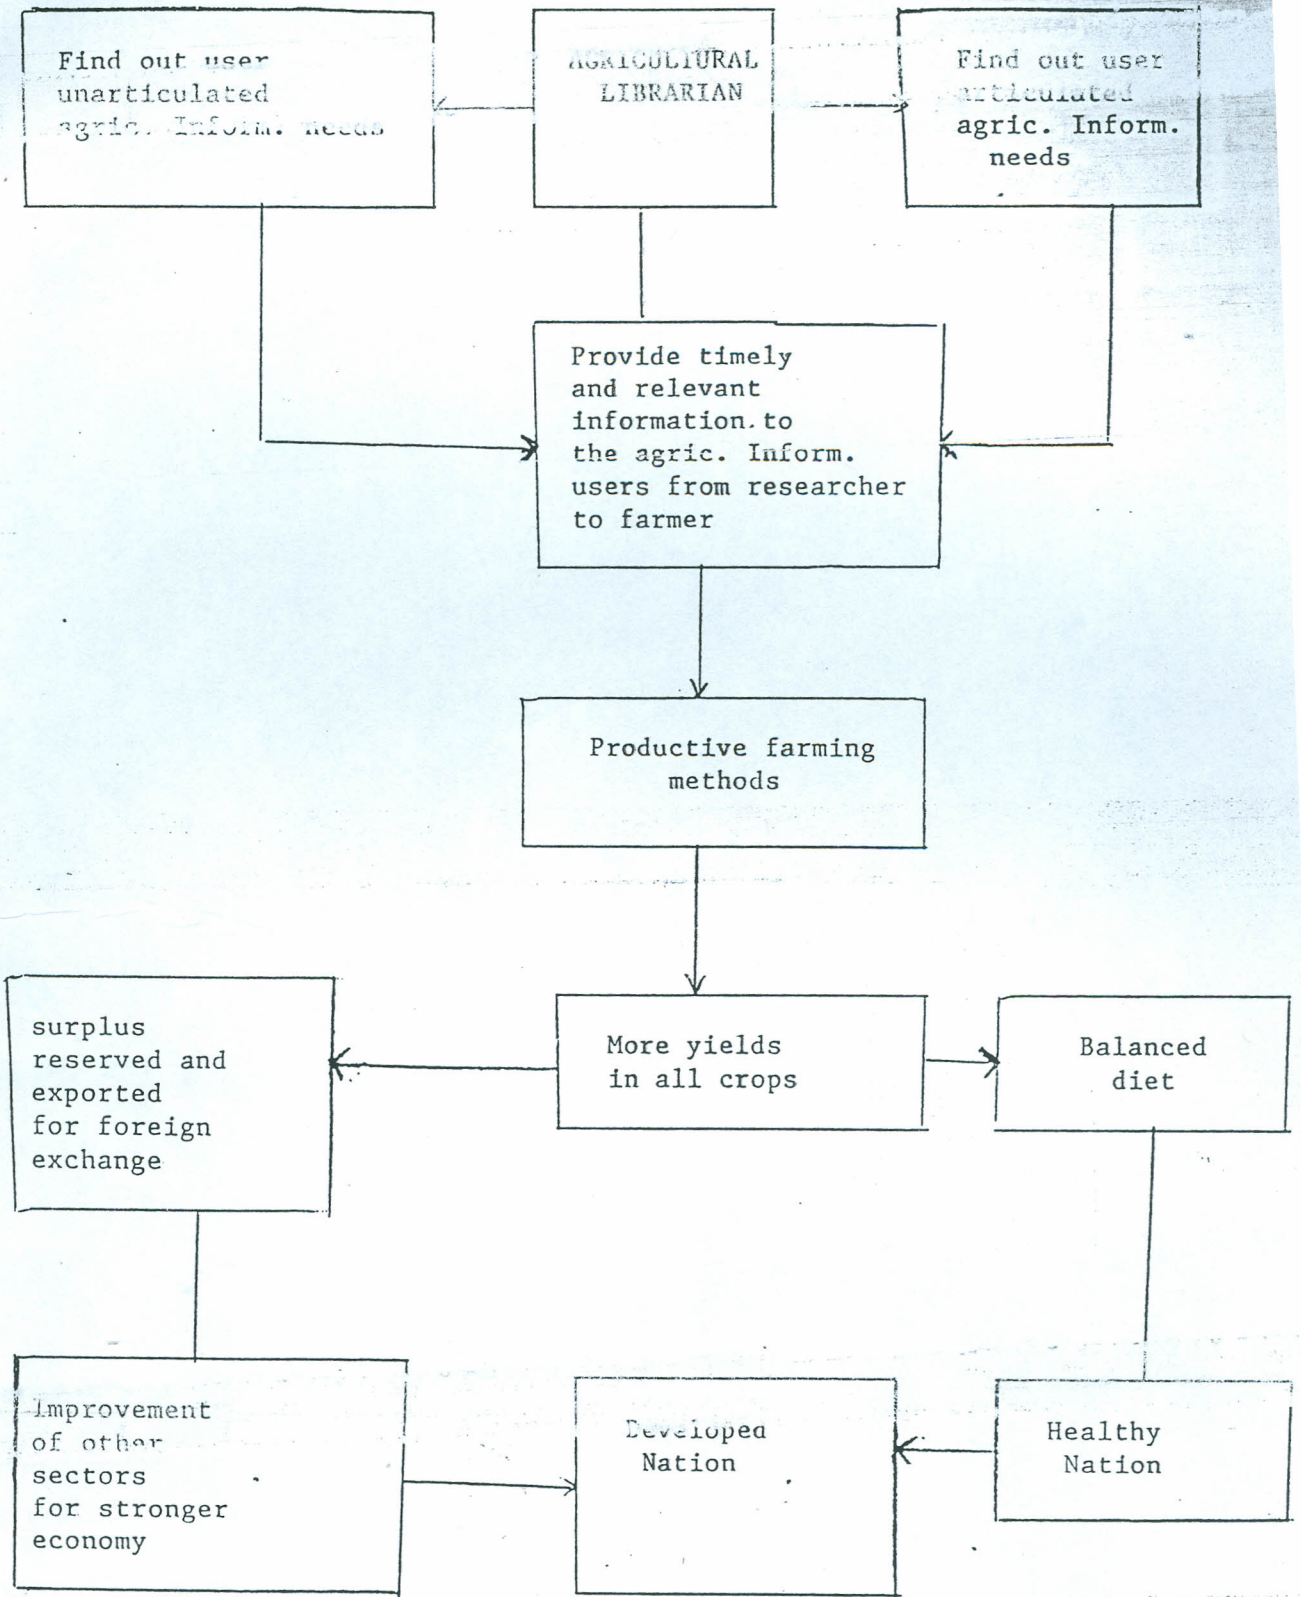 Find out user
unarticulated
agric. Inform. needs
AGRICULTURAL
LIBRARIAN
Find out user
articulated
agric. Inform.
needs
Provide timely
and relevant
information to
the agric. Inform.
users from researcher
to farmer
Productive farming
methods
surplus
reserved and
exported
for foreign
exchange
More yields
in all crops
Balanced
diet
Improvement
of other
sectors
for stronger
economy
Developed
Nation
Healthy
Nation